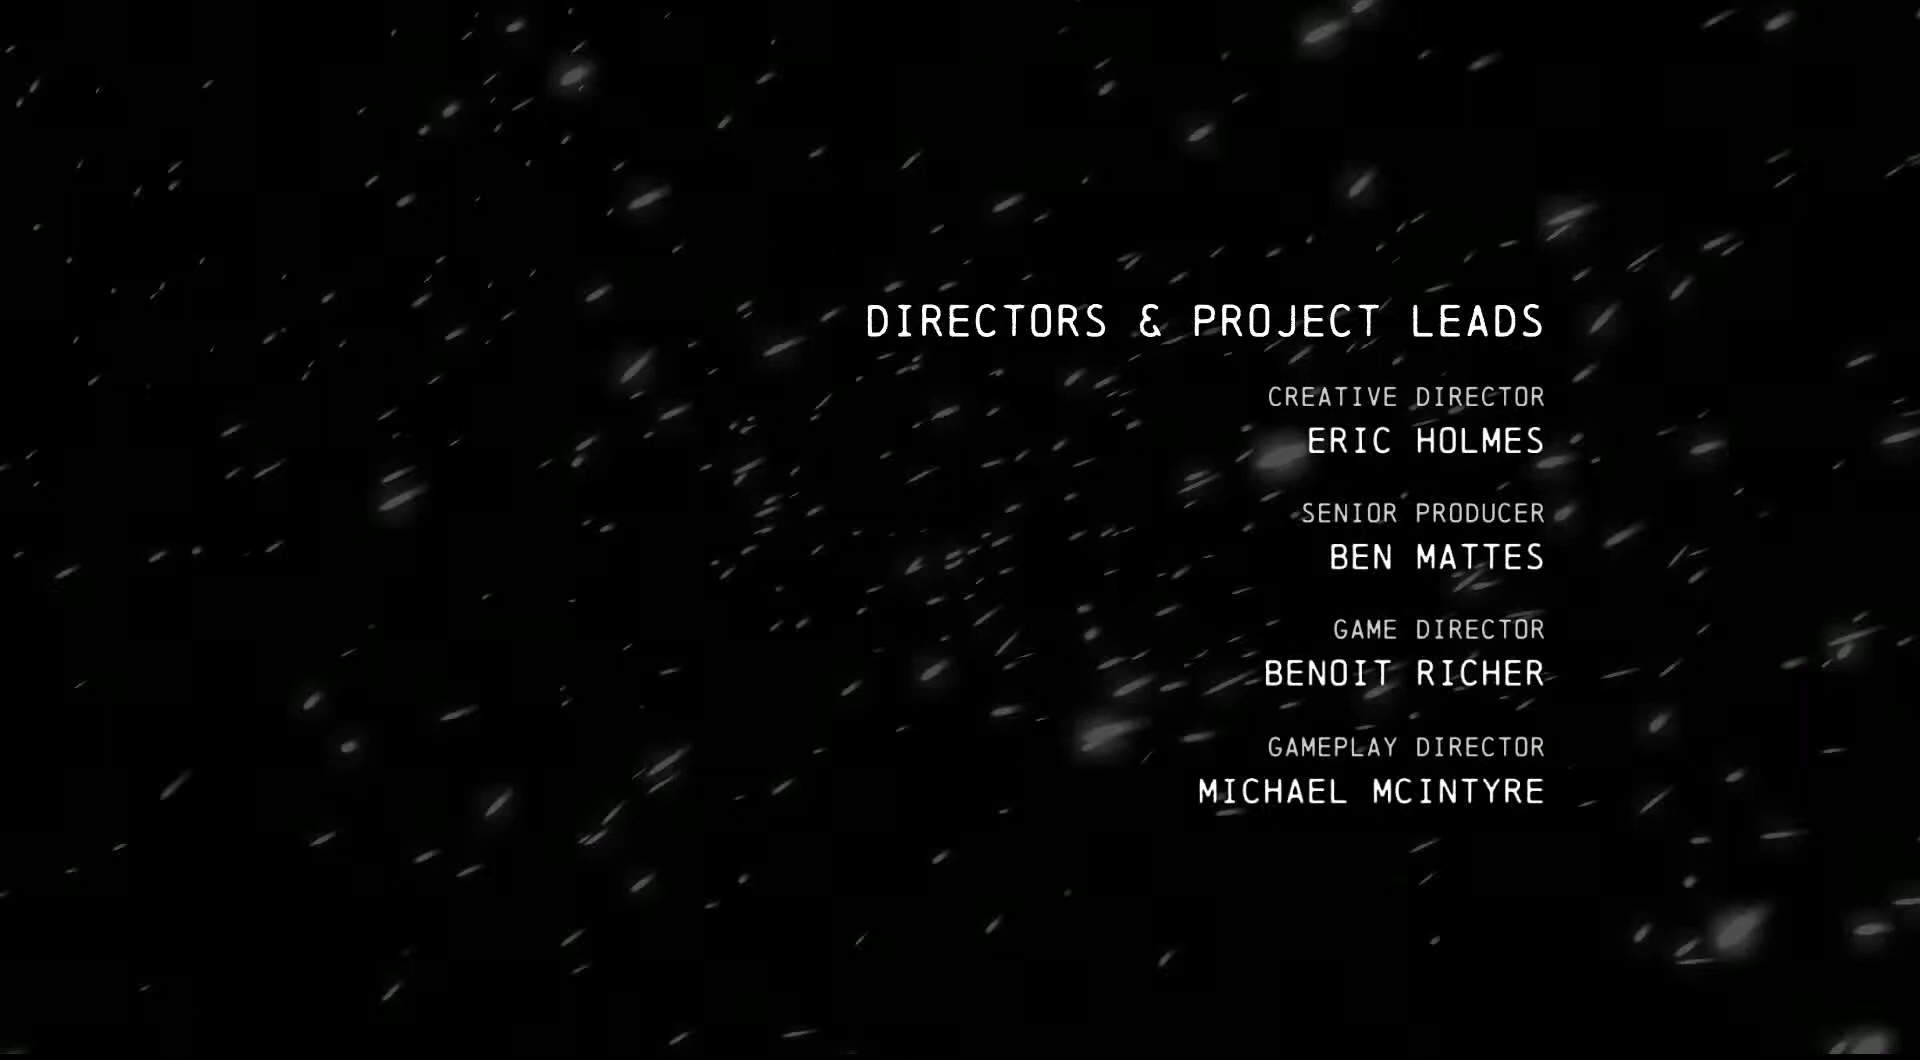 DIRECTORS & PROJECT LEADS
CREATIVE DIRECTOR
ERIC HOLMES
SENIOR PRODUCER
BEN MATTES
GAME DIRECTOR
BENOIT RICHER
GAMEPLAY DIRECTOR
MICHAEL MCINTYRE